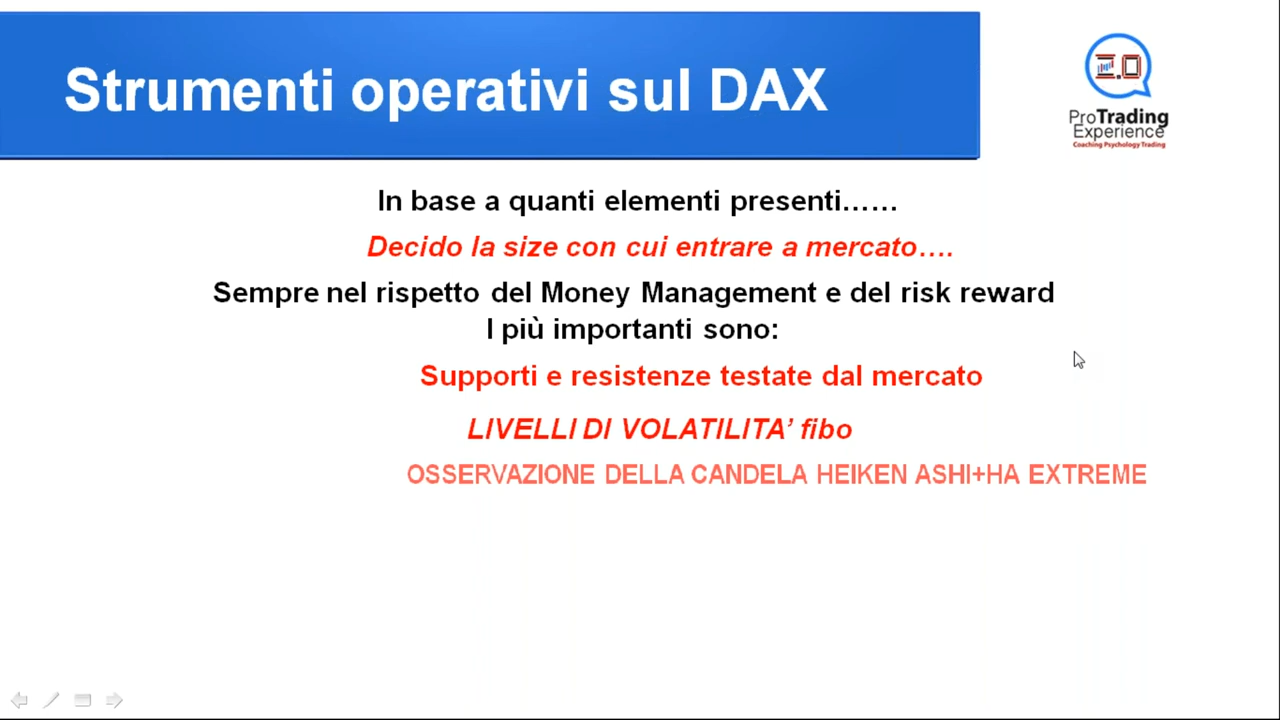 Strumenti operativi sul DAX
2.0
ProTrading
Experience
Coaching Psychology Trading
In base a quanti elementi presenti……
Decido la size con cui entrare a mercato….
Sempre nel rispetto del Money Management e del risk reward
I più importanti sono:
Supporti e resistenze testate dal mercato
LIVELLI DI VOLATILITA’ fibo
OSSERVAZIONE DELLA CANDELA HEIKEN ASHI+HA EXTREME